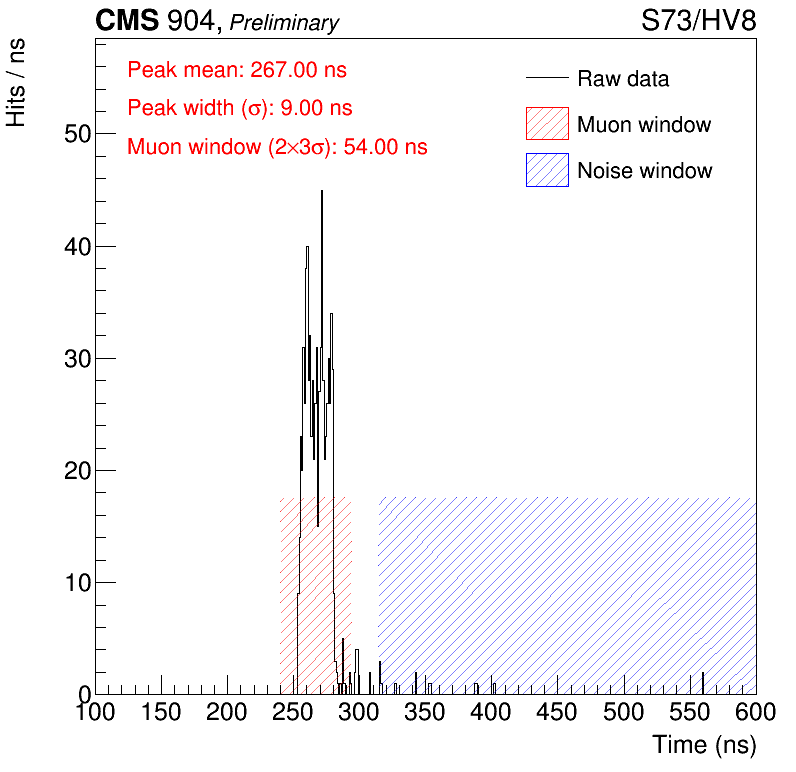 CMS 904, Preliminary S73/HV8
Hits / ns
Peak mean: 267.00 ns
Peak width (σ): 9.00 ns
Muon window (2×3σ): 54.00 ns
Raw data
Muon window
Noise window
50
40
30
20
10
0
100 150 200 250 300 350 400 450 500 550 600
Time (ns)